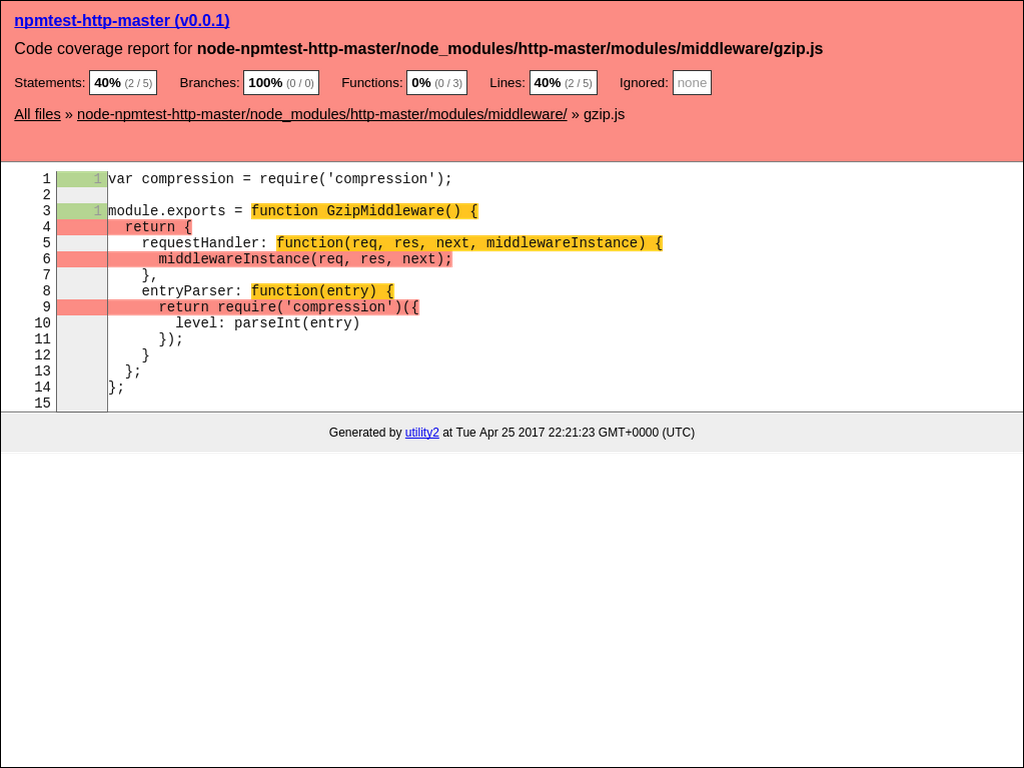 npmtest-http-master (v0.0.1)
Code coverage report for node-npmtest-http-master/node_modules/http-master/modules/middleware/gzip.js
Statements: 40% (2 / 5) Branches: 100% (0 / 0) Functions: 0% (0 / 3) Lines: 40% (2 / 5) Ignored: none
All files » node-npmtest-http-master/node_modules/http-master/modules/middleware/ » gzip.js
1 1 var compression = require('compression');
2
3 1 module.exports = function GzipMiddleware() {
4   return {
5     requestHandler: function(req, res, next, middlewareInstance) {
6       middlewareInstance(req, res, next);
7     },
8     entryParser: function(entry) {
9       return require('compression')({
10         level: parseInt(entry)
11       });
12     }
13   };
14 };
15
Generated by utility2 at Tue Apr 25 2017 22:21:23 GMT+0000 (UTC)